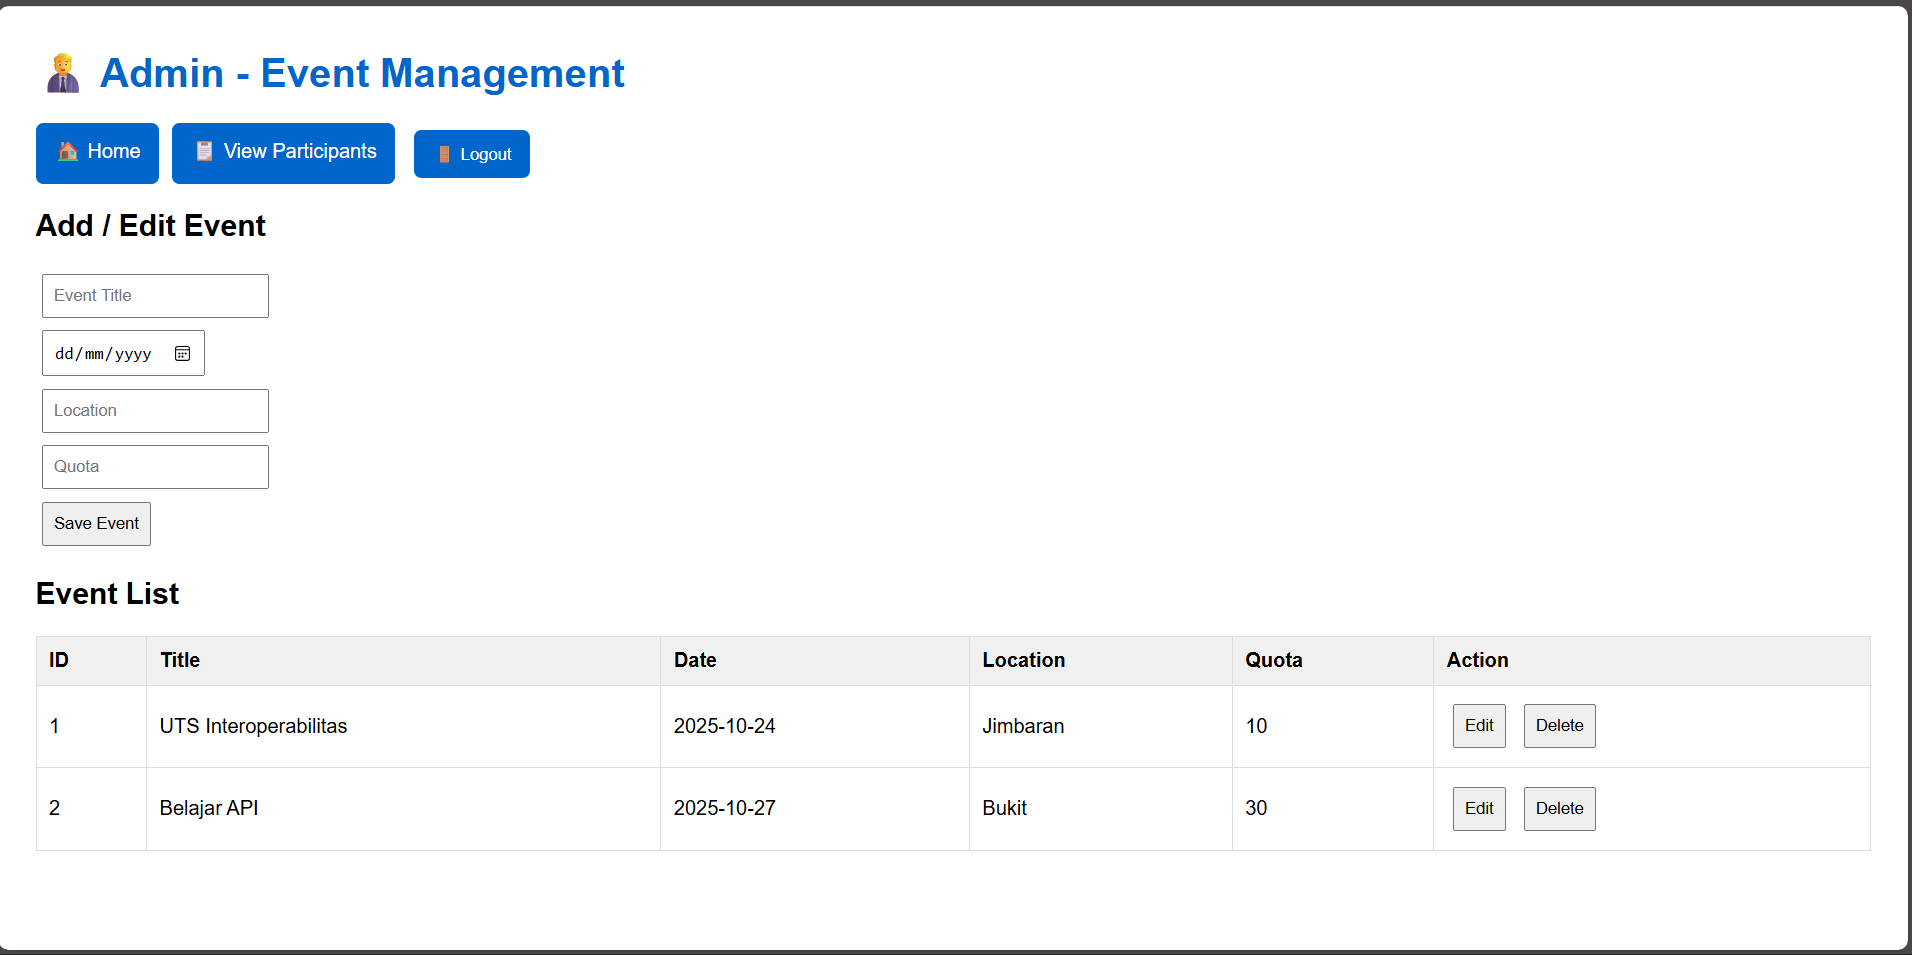 Admin - Event Management
Home View Participants Logout
Add / Edit Event
Event Title
dd/mm/yyyy
Location
Quota
Save Event
Event List
ID Title Date Location Quota Action
1 UTS Interoperabilitas 2025-10-24 Jimbaran 10 Edit Delete
2 Belajar API 2025-10-27 Bukit 30 Edit Delete